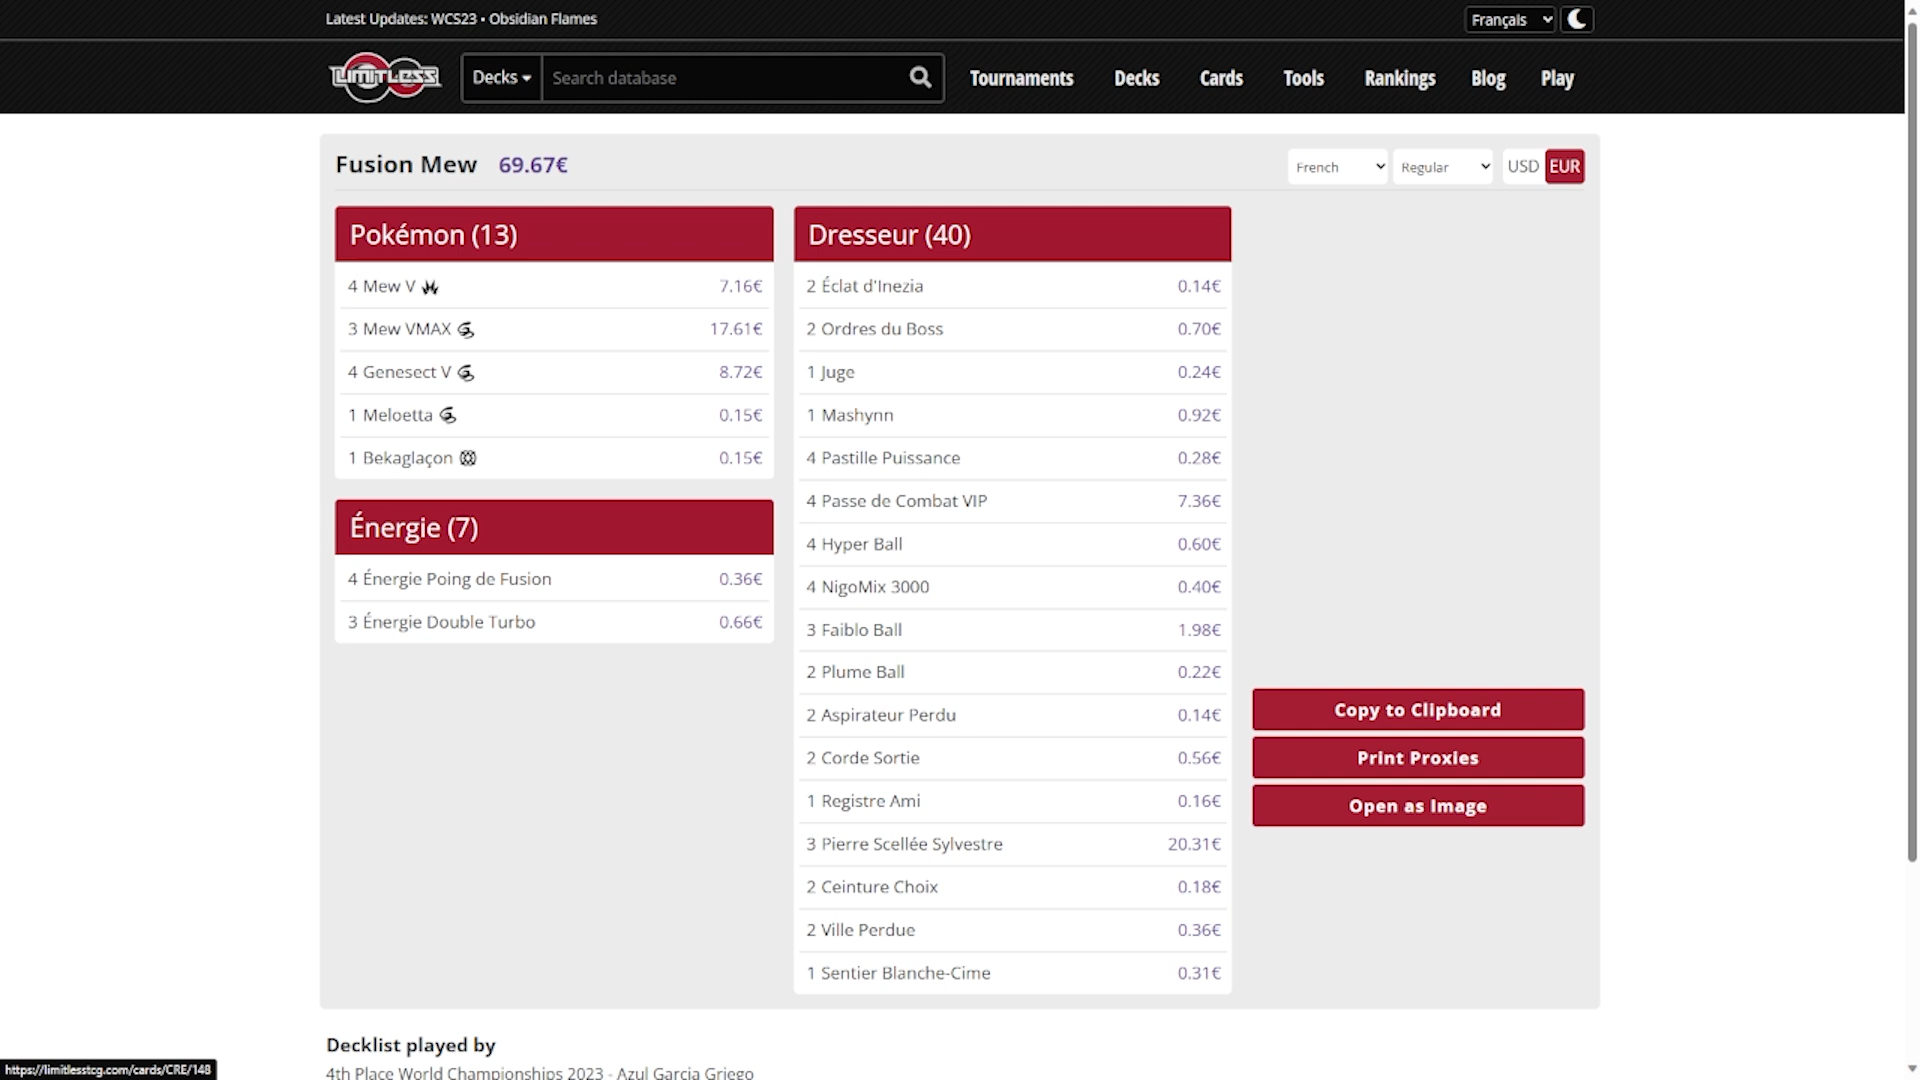 Latest Updates: WCS23 • Obsidian Flames
Français
LIMITLESS
Decks
Search database
Tournaments
Decks
Cards
Tools
Rankings
Blog
Play
Fusion Mew 69.67€
French
Regular
USD
EUR
Pokémon (13)
4 Mew V 7.16€
3 Mew VMAX 17.61€
4 Genesect V 8.72€
1 Meloetta 0.15€
1 Bekaglaçon 0.15€
Énergie (7)
4 Énergie Poing de Fusion 0.36€
3 Énergie Double Turbo 0.66€
Dresseur (40)
2 Éclat d'Inezia 0.14€
2 Ordres du Boss 0.70€
1 Juge 0.24€
1 Mashynn 0.92€
4 Pastille Puissance 0.28€
4 Passe de Combat VIP 7.36€
4 Hyper Ball 0.60€
4 NigoMix 3000 0.40€
3 Faiblo Ball 1.98€
2 Plume Ball 0.22€
2 Aspirateur Perdu 0.14€
2 Corde Sortie 0.56€
1 Registre Ami 0.16€
3 Pierre Scellée Sylvestre 20.31€
2 Ceinture Choix 0.18€
2 Ville Perdue 0.36€
1 Sentier Blanche-Cime 0.31€
Copy to Clipboard
Print Proxies
Open as Image
Decklist played by
4th Place World Championships 2023 - Azul Garcia Griego
https://limitlesstcg.com/cards/CRE/148